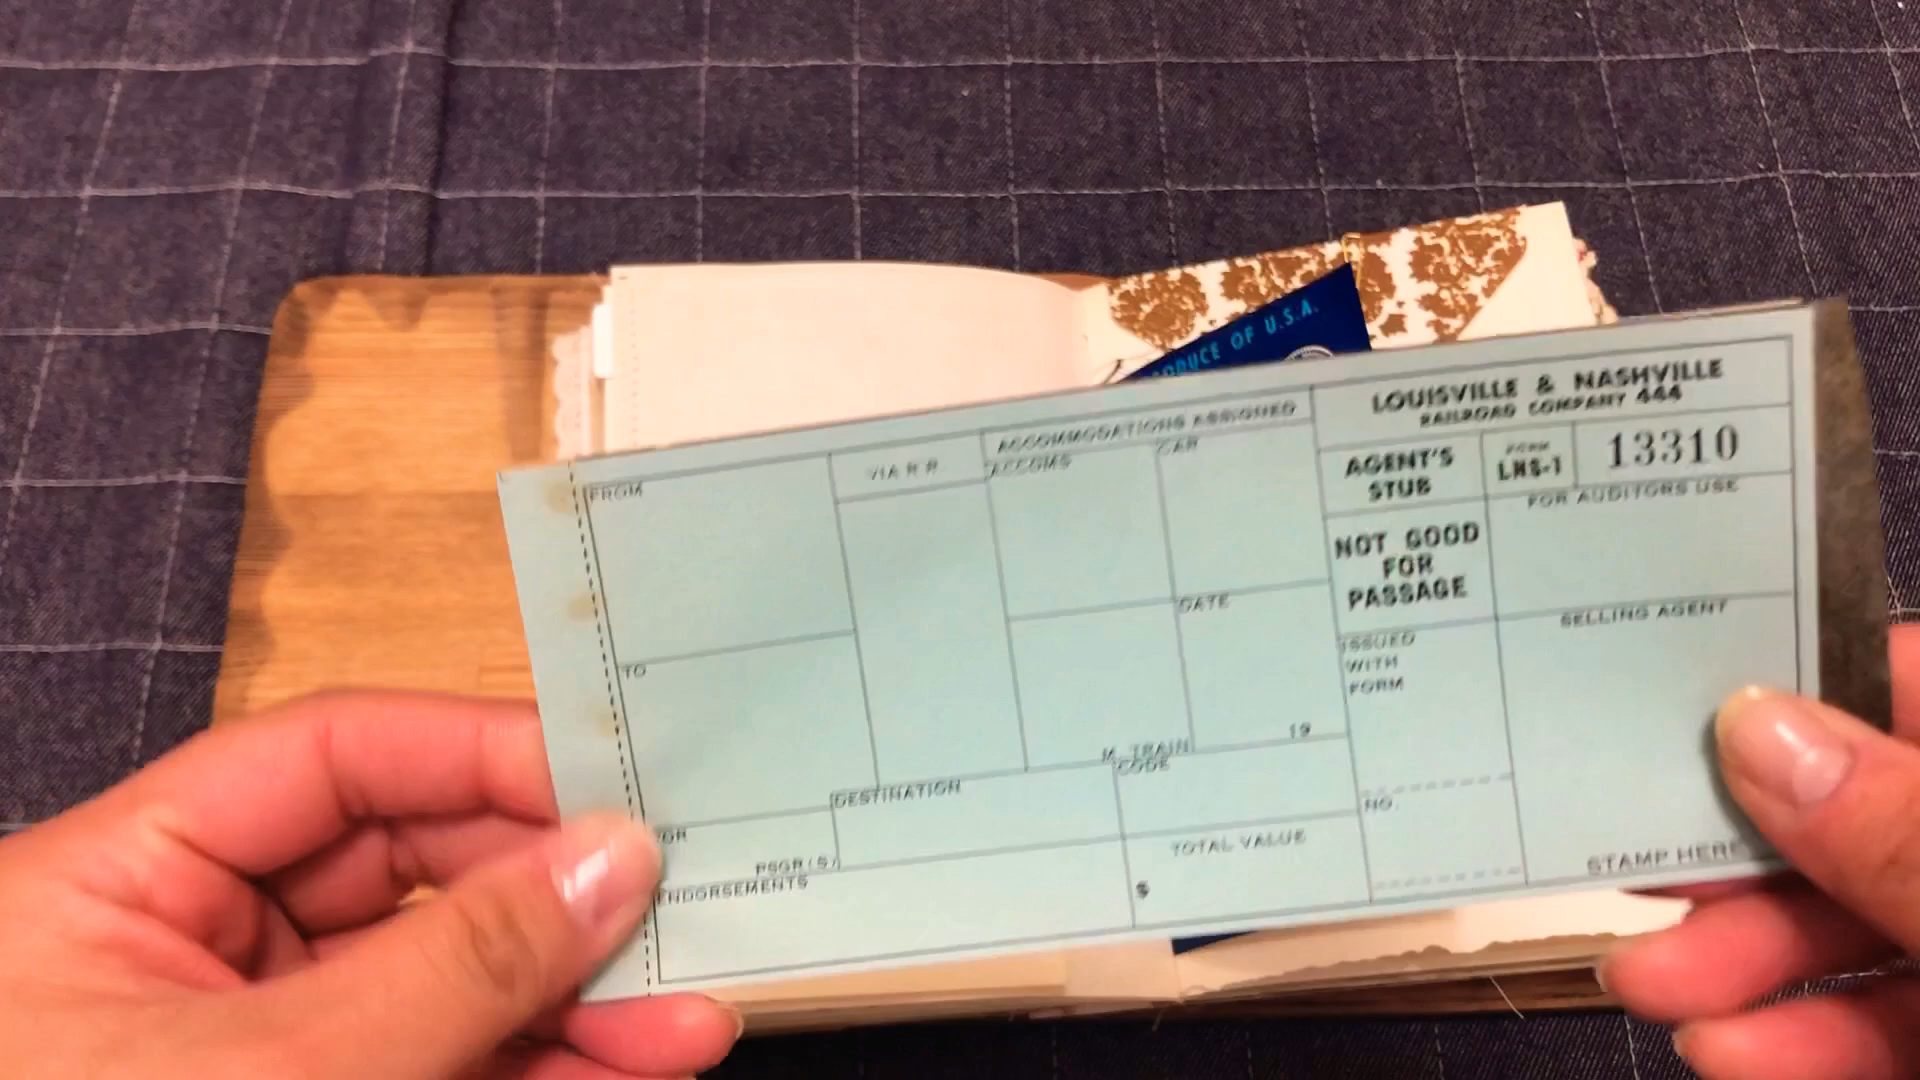 ODUCE OF U.S.A.
LOUISVILLE & NASHVILLE
RAILROAD COMPANY 444
AGENT'S
STUB
FORM
LNS-1
13310
FOR AUDITORS USE
NOT GOOD
FOR
PASSAGE
SELLING AGENT
ISSUED
WITH
FORM
NO.
STAMP HERE
ACCOMMODATIONS ASSIGNED
VIA R R
ACCOMS
CAR
FROM
TO
DATE
19
M. TRAIN
CODE
DESTINATION
OR
PSGR(S)
ENDORSEMENTS
TOTAL VALUE
$